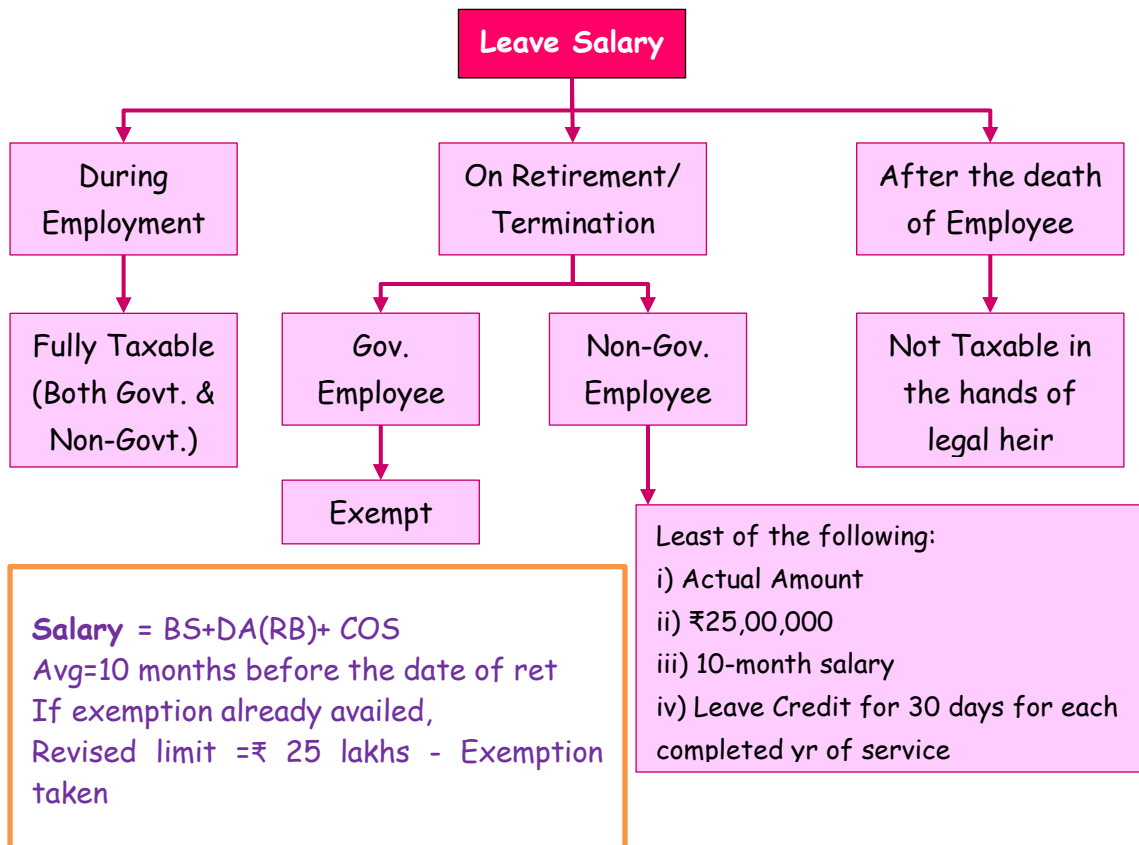 Leave Salary
During
Employment
On Retirement/
Termination
After the death
of Employee
Fully Taxable
(Both Govt. &
Non-Govt.)
Gov.
Employee
Non-Gov.
Employee
Not Taxable in
the hands of
legal heir
Exempt
Least of the following:
i) Actual Amount
ii) ₹25,00,000
iii) 10-month salary
iv) Leave Credit for 30 days for each
completed yr of service
Salary = BS+DA(RB)+ COS
Avg=10 months before the date of ret
If exemption already availed,
Revised limit =₹ 25 lakhs - Exemption
taken